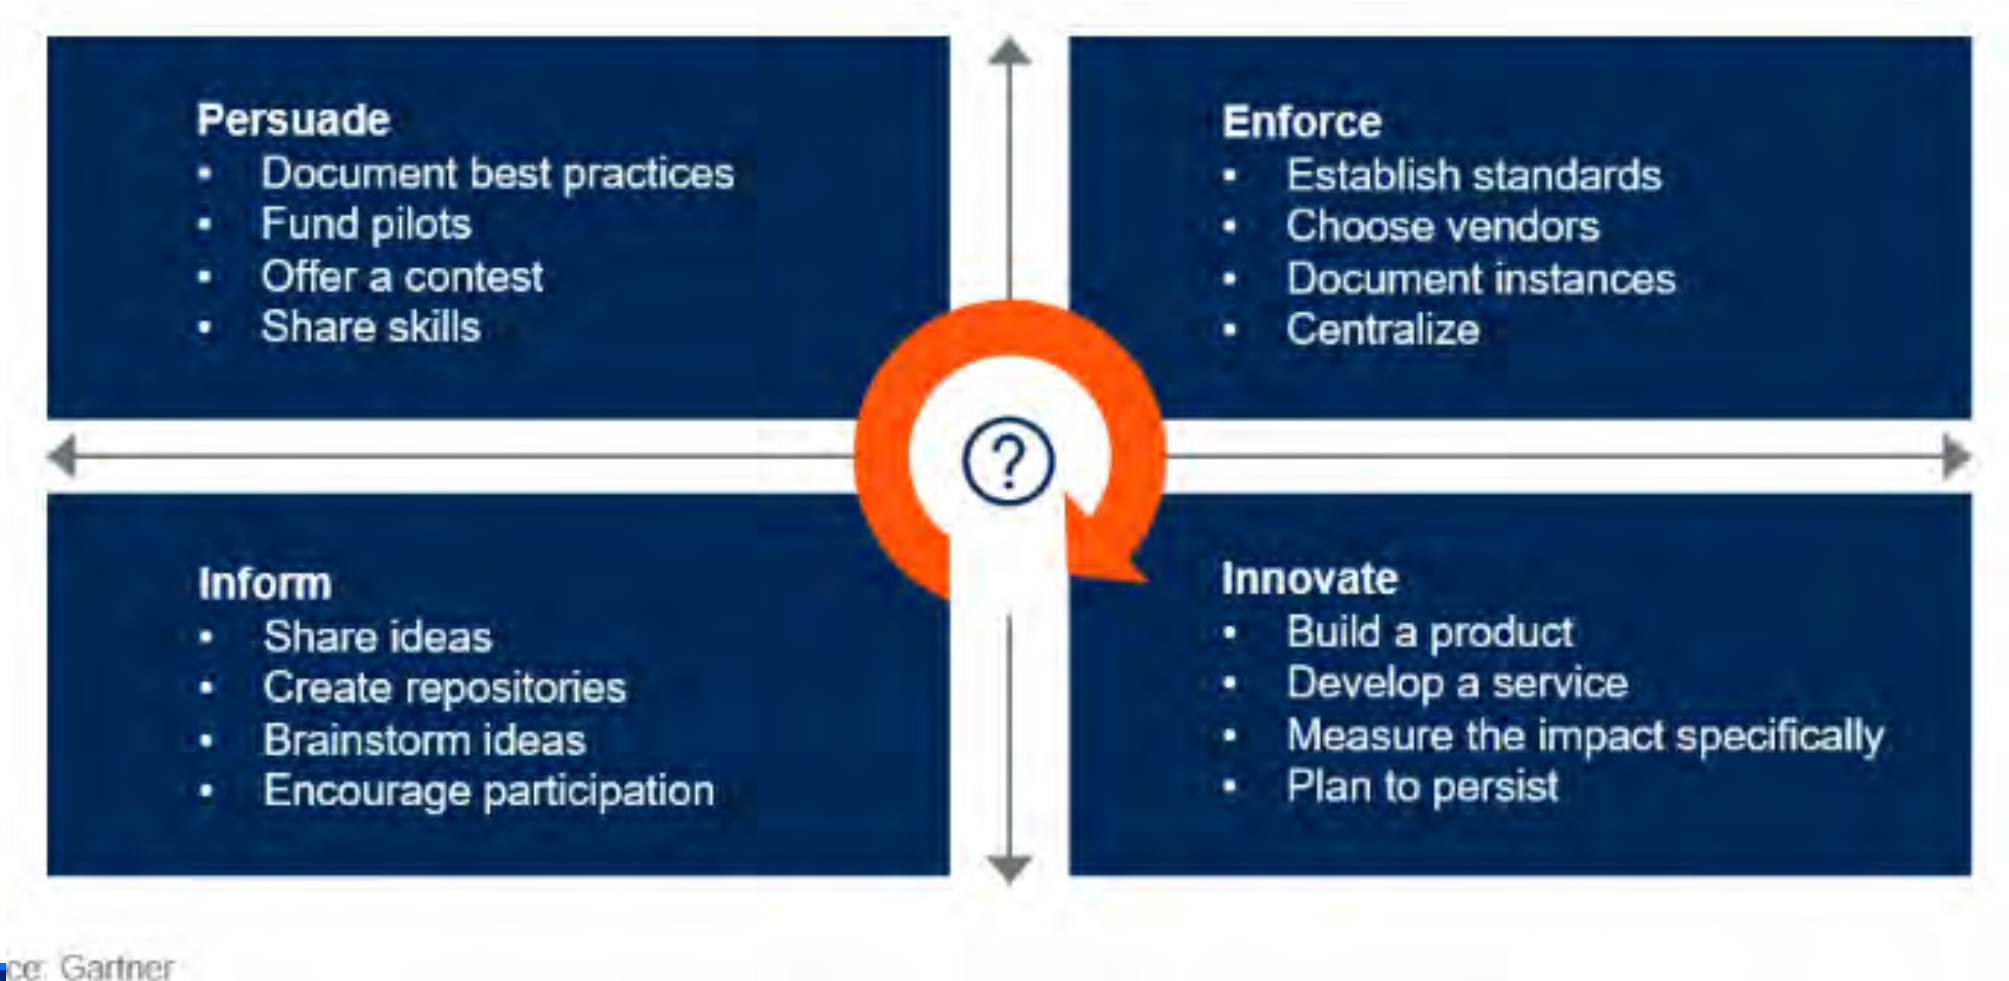 Persuade
• Document best practices
• Fund pilots
• Offer a contest
• Share skills
Enforce
• Establish standards
• Choose vendors
• Document instances
• Centralize
?
Inform
• Share ideas
• Create repositories
• Brainstorm ideas
• Encourage participation
Innovate
• Build a product
• Develop a service
• Measure the impact specifically
• Plan to persist
ce: Gartner